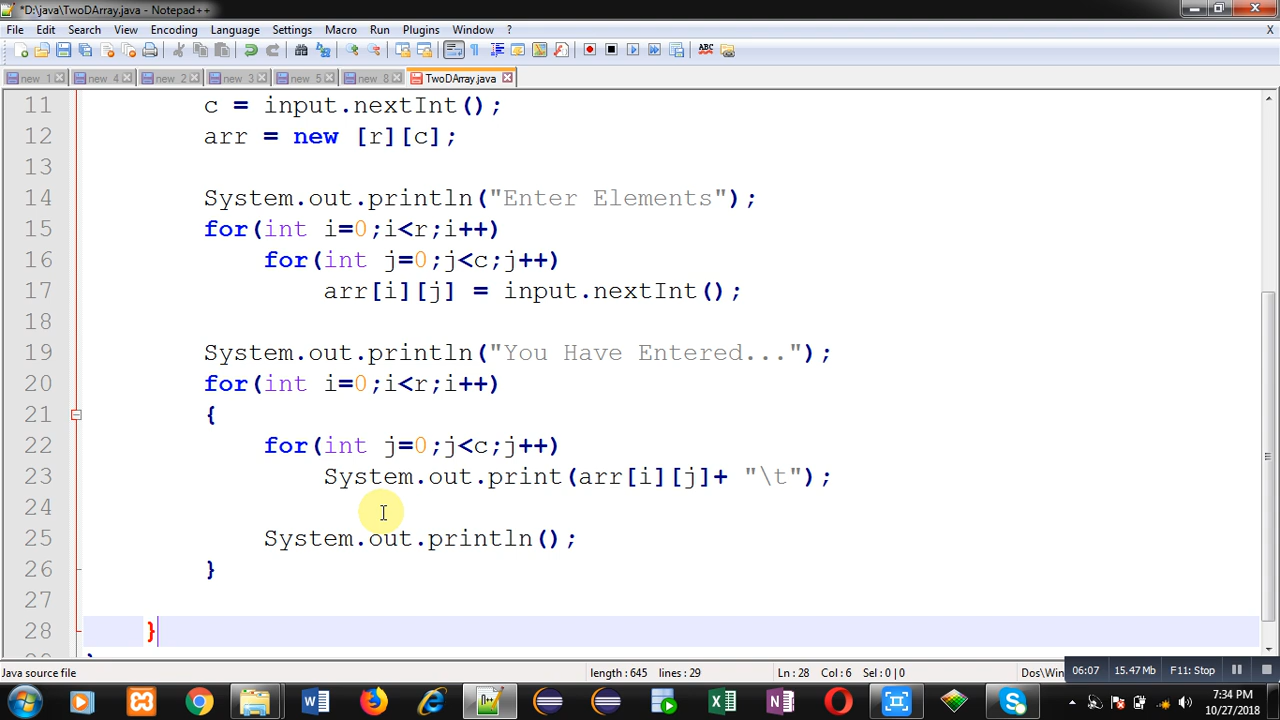 *D:\java\TwoDArray.java - Notepad++
File Edit Search View Encoding Language Settings Macro Run Plugins Window ? X
new 1 new 4 new 2 new 3 new 5 new 8 TwoDArray.java
11 c = input.nextInt();
12 arr = new [r][c];
13
14 System.out.println("Enter Elements");
15 for(int i=0;i<r;i++)
16 for(int j=0;j<c;j++)
17 arr[i][j] = input.nextInt();
18
19 System.out.println("You Have Entered...");
20 for(int i=0;i<r;i++)
21 {
22 for(int j=0;j<c;j++)
23 System.out.print(arr[i][j]+ "\t");
24
25 System.out.println();
26 }
27
28 }
Java source file length : 645 lines : 29 Ln : 28 Col : 6 Sel : 0 | 0 Dos\Win 06:07 15.47 Mb F11: Stop
7:34 PM
10/27/2018